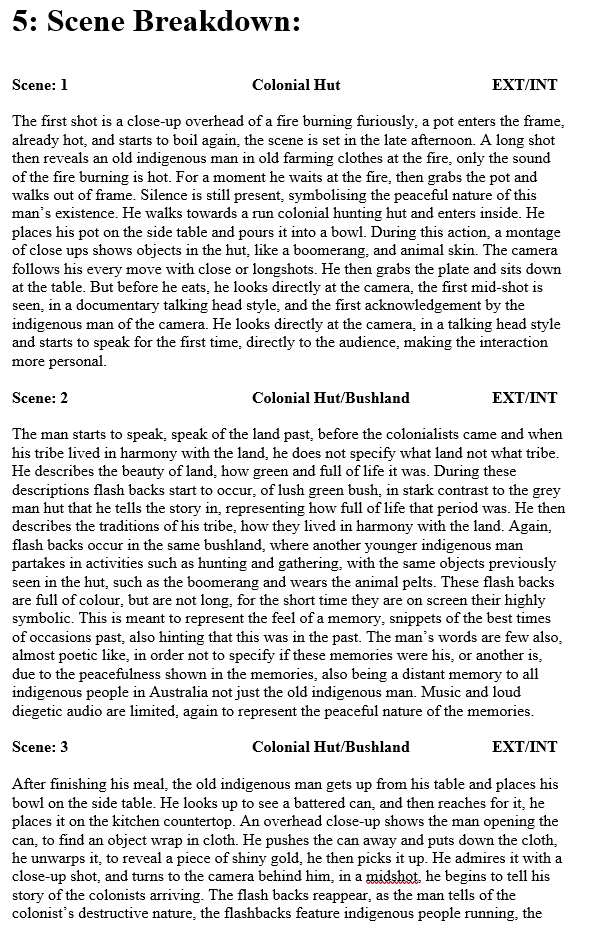 5: Scene Breakdown:
Scene: 1 Colonial Hut EXT/INT
The first shot is a close-up overhead of a fire burning furiously, a pot enters the frame,
already hot, and starts to boil again, the scene is set in the late afternoon. A long shot
then reveals an old indigenous man in old farming clothes at the fire, only the sound
of the fire burning is hot. For a moment he waits at the fire, then grabs the pot and
walks out of frame. Silence is still present, symbolising the peaceful nature of this
man's existence. He walks towards a run colonial hunting hut and enters inside. He
places his pot on the side table and pours it into a bowl. During this action, a montage
of close ups shows objects in the hut, like a boomerang, and animal skin. The camera
follows his every move with close or longshots. He then grabs the plate and sits down
at the table. But before he eats, he looks directly at the camera, the first mid-shot is
seen, in a documentary talking head style, and the first acknowledgement by the
indigenous man of the camera. He looks directly at the camera, in a talking head style
and starts to speak for the first time, directly to the audience, making the interaction
more personal.
Scene: 2 Colonial Hut/Bushland EXT/INT
The man starts to speak, speak of the land past, before the colonialists came and when
his tribe lived in harmony with the land, he does not specify what land not what tribe.
He describes the beauty of land, how green and full of life it was. During these
descriptions flash backs start to occur, of lush green bush, in stark contrast to the grey
man hut that he tells the story in, representing how full of life that period was. He then
describes the traditions of his tribe, how they lived in harmony with the land. Again,
flash backs occur in the same bushland, where another younger indigenous man
partakes in activities such as hunting and gathering, with the same objects previously
seen in the hut, such as the boomerang and wears the animal pelts. These flash backs
are full of colour, but are not long, for the short time they are on screen their highly
symbolic. This is meant to represent the feel of a memory, snippets of the best times
of occasions past, also hinting that this was in the past. The man's words are few also,
almost poetic like, in order not to specify if these memories were his, or another is,
due to the peacefulness shown in the memories, also being a distant memory to all
indigenous people in Australia not just the old indigenous man. Music and loud
diegetic audio are limited, again to represent the peaceful nature of the memories.
Scene: 3 Colonial Hut/Bushland EXT/INT
After finishing his meal, the old indigenous man gets up from his table and places his
bowl on the side table. He looks up to see a battered can, and then reaches for it, he
places it on the kitchen countertop. An overhead close-up shows the man opening the
can, to find an object wrap in cloth. He pushes the can away and puts down the cloth,
he unwarps it, to reveal a piece of shiny gold, he then picks it up. He admires it with a
close-up shot, and turns to the camera behind him, in a midshot, he begins to tell his
story of the colonists arriving. The flash backs reappear, as the man tells of the
colonist's destructive nature, the flashbacks feature indigenous people running, the